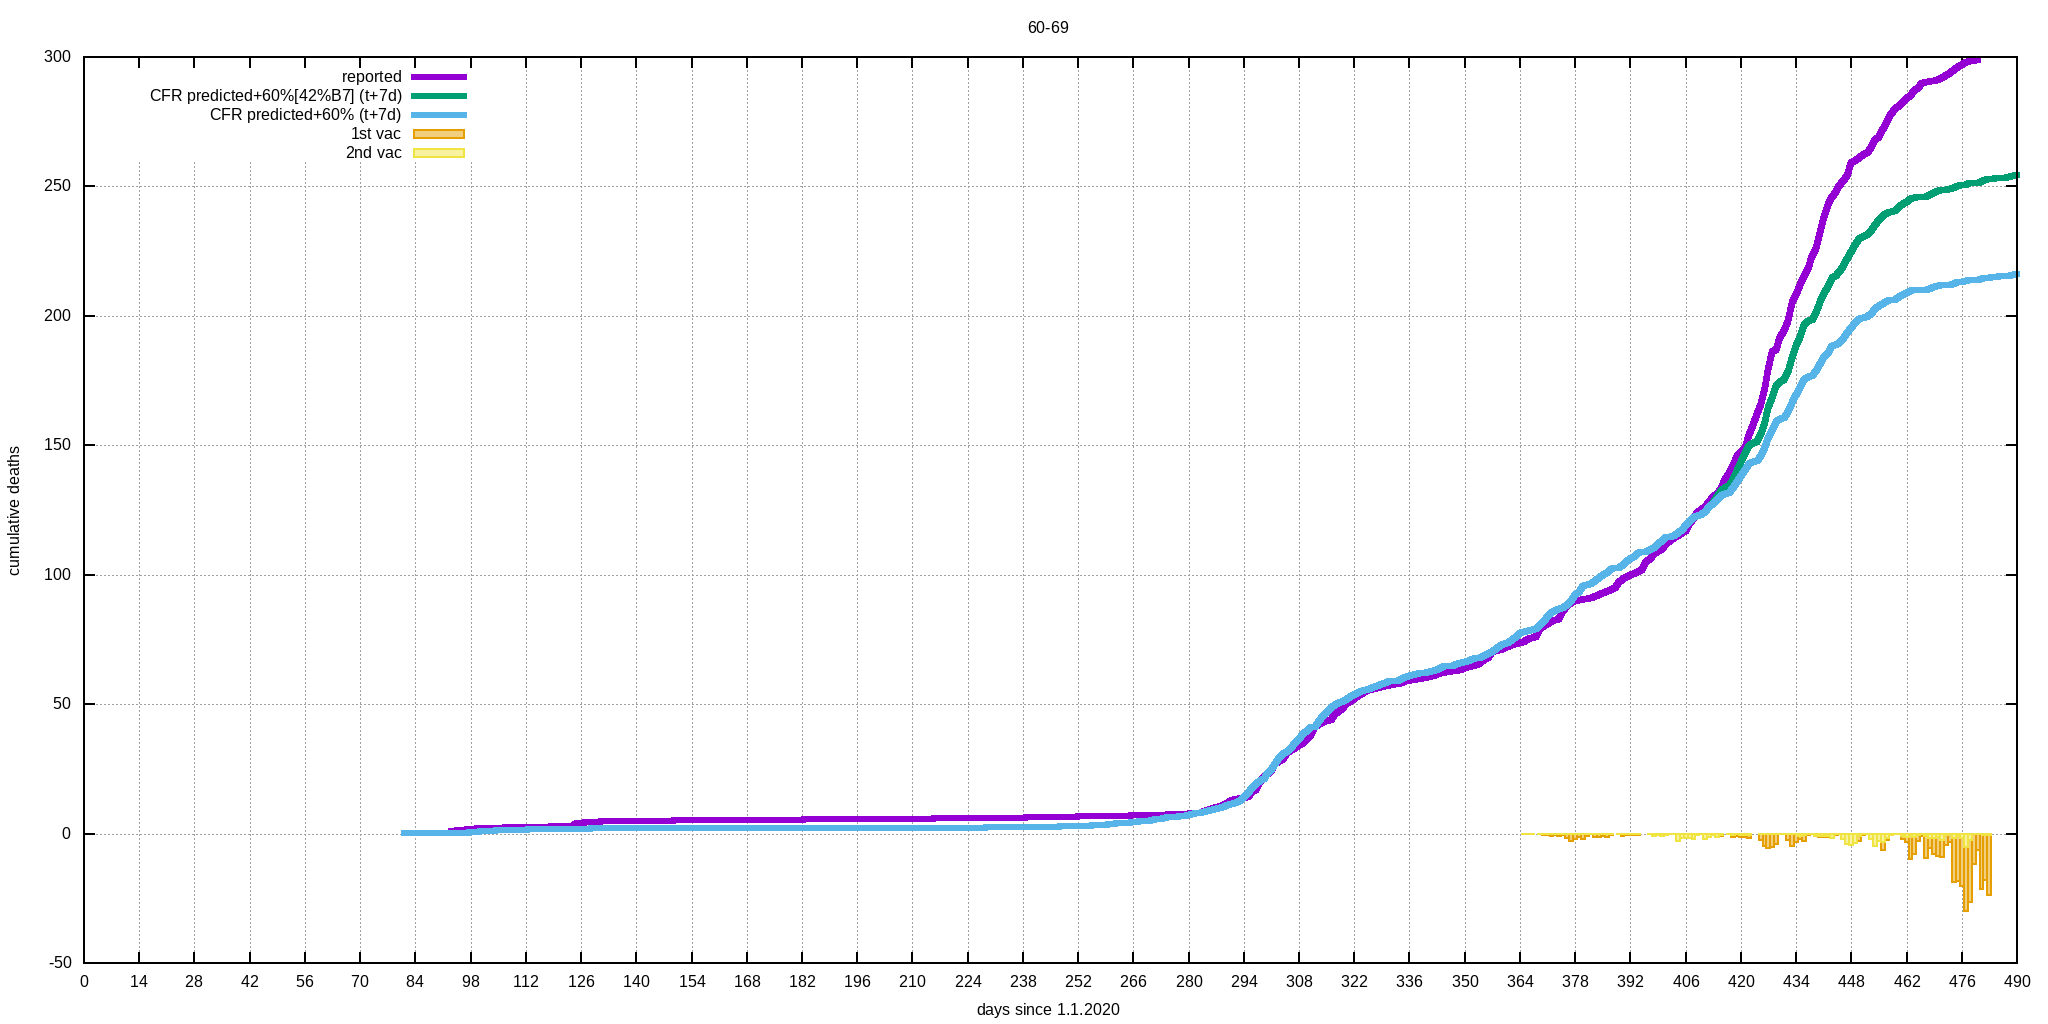 60-69
300
250
200
150
100
50
0
-50
cumulative deaths
reported
CFR predicted+60%[42%B7] (t+7d)
CFR predicted+60% (t+7d)
1st vac
2nd vac
0 14 28 42 56 70 84 98 112 126 140 154 168 182 196 210 224 238 252 266 280 294 308 322 336 350 364 378 392 406 420 434 448 462 476 490
days since 1.1.2020